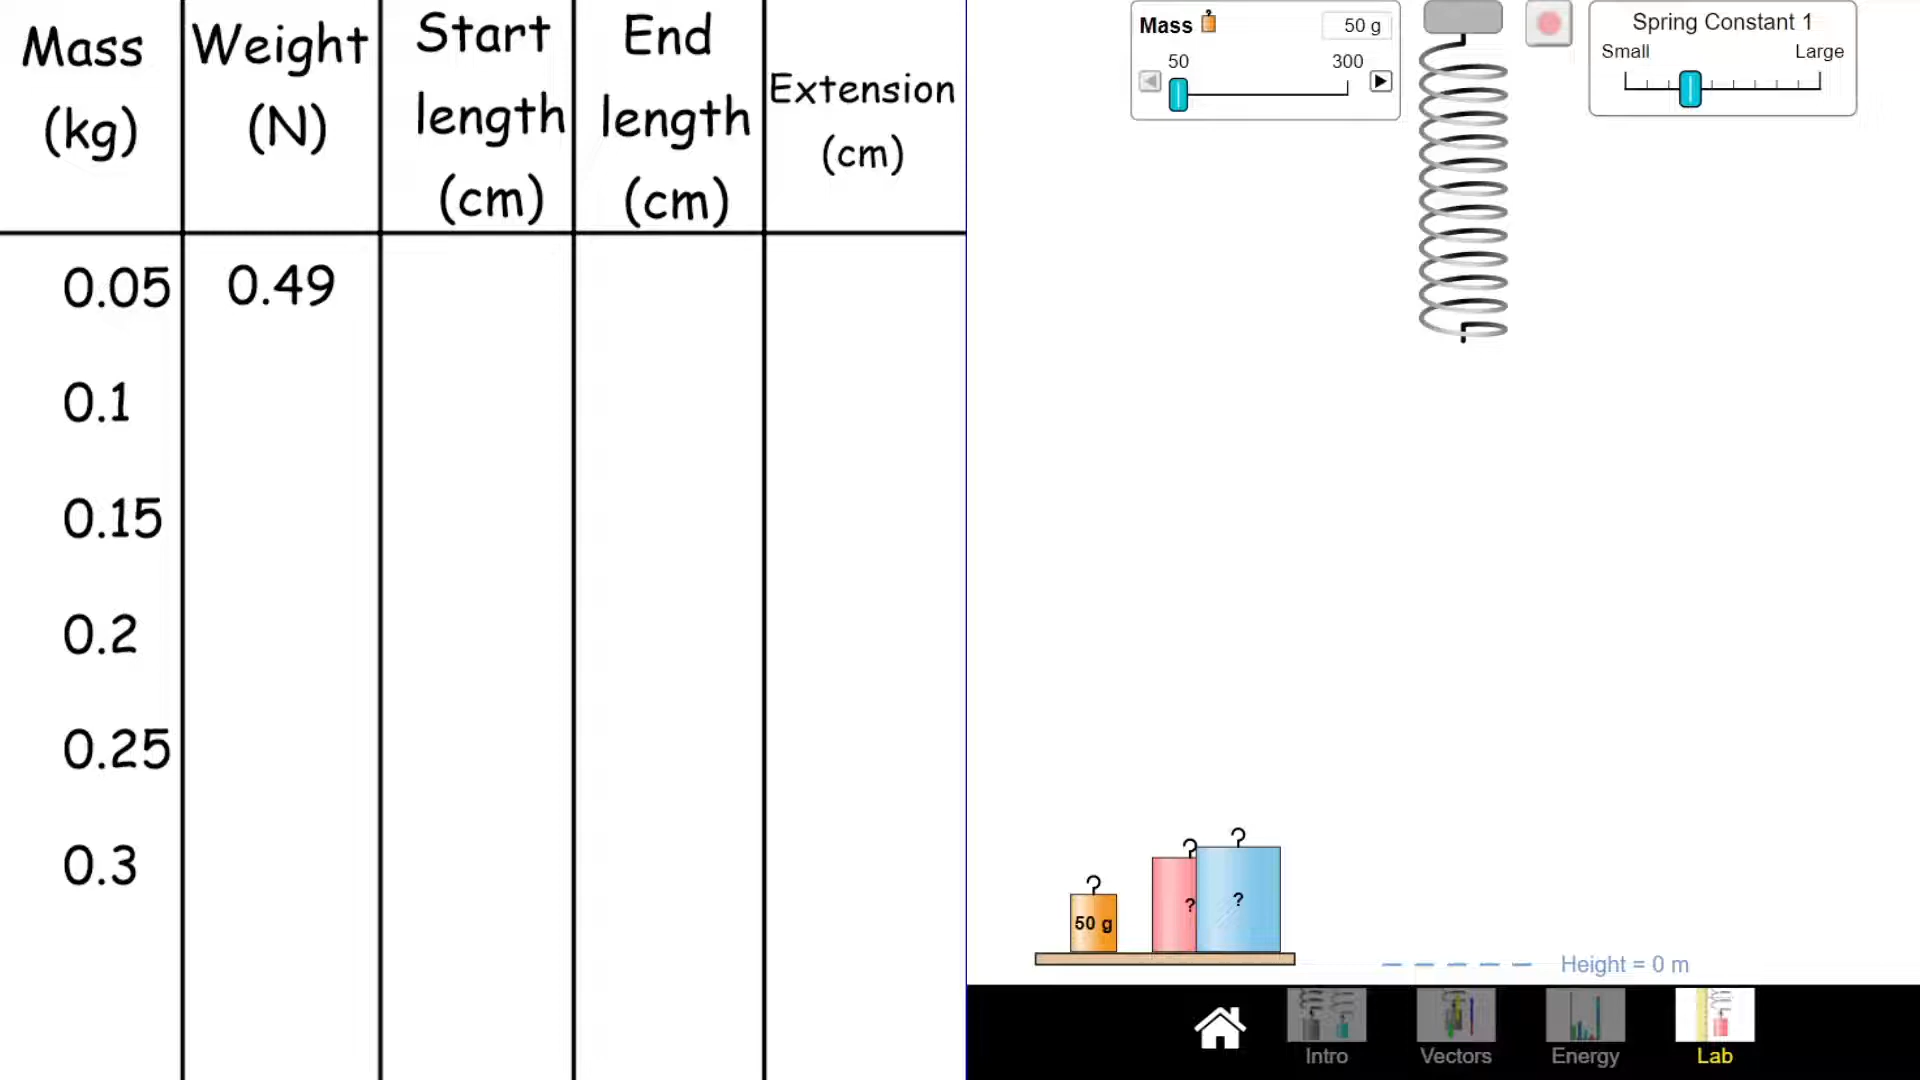 Mass
(kg)
Weight
(N)
Start
length
(cm)
End
length
(cm)
Extension
(cm)
0.05 0.49
0.1
0.15
0.2
0.25
0.3
Mass 50 g
50 300
Spring Constant 1
Small Large
50 g
?
?
Height = 0 m
Intro Vectors Energy Lab